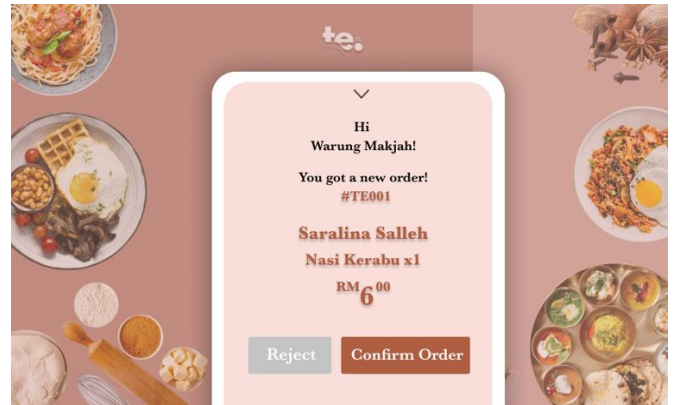 te.
Hi
Warung Makjah!
You got a new order!
#TE001
Saralina Salleh
Nasi Kerabu x1
RM6 00
Reject
Confirm Order